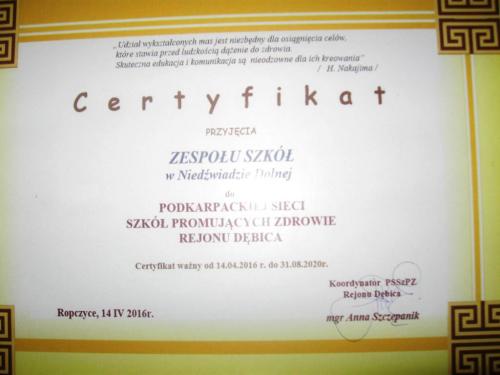 „Udział wykształconych mas jest niezbędny dla osiągnięcia celów,
które stawia przed ludzkością dążenie do zdrowia.
Skuteczna edukacja i komunikacja są nieodzowne dla ich kreowania"
/ H. Nakajima /
Certyfikat
PRZYJĘCIA
ZESPOŁU SZKÓŁ
w Niedźwiadzie Dolnej
do
PODKARPACKIEJ SIECI
SZKÓŁ PROMUJĄCYCH ZDROWIE
REJONU DĘBICA
Certyfikat ważny od 14.04.2016 r. do 31.08.2020r.
Koordynator PSSzPZ
Rejonu Dębica
Ropczyce, 14 IV 2016r.
mgr Anna Szczepanik